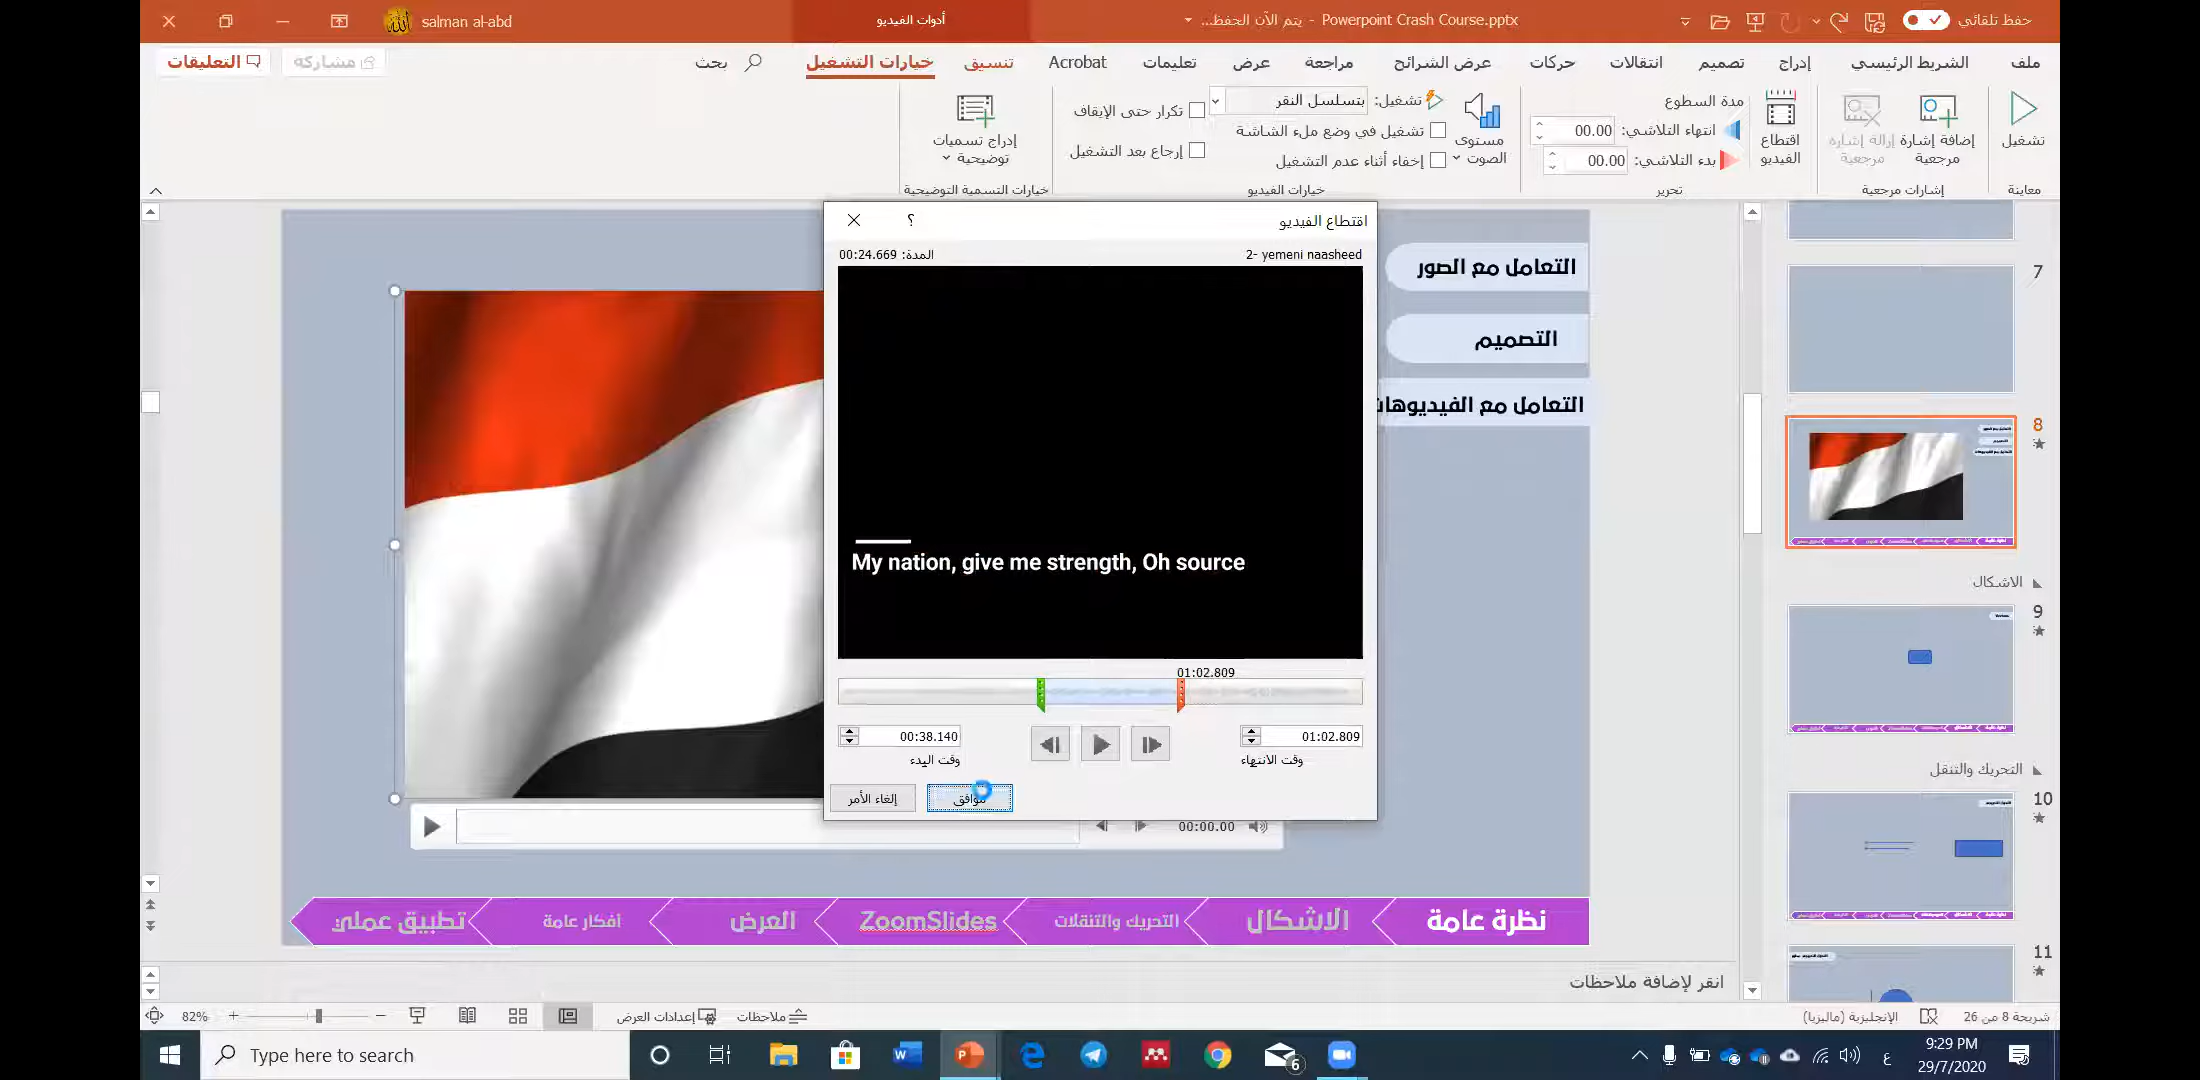 حفظ تلقائي
Powerpoint Crash Course.pptx - يتم الآن الحفظ...
أدوات الفيديو
salman al-abd
ملف
الشريط الرئيسي
إدراج
تصميم
انتقالات
حركات
عرض الشرائح
مراجعة
عرض
تعليمات
Acrobat
تنسيق
خيارات التشغيل
بحث
مشاركة
التعليقات
تشغيل
معاينة
إضافة إشارة مرجعية
إزالة إشارة مرجعية
إشارات مرجعية
اقتطاع الفيديو
مدة السطوع
انتهاء التلاشي: 00.00
بدء التلاشي: 00.00
تحرير
مستوى الصوت
تشغيل: بتسلسل النقر
تشغيل في وضع ملء الشاشة
إخفاء أثناء عدم التشغيل
تكرار حتى الإيقاف
إرجاع بعد التشغيل
خيارات الفيديو
إدراج تسميات توضيحية
خيارات التسمية التوضيحية
اقتطاع الفيديو
؟
2- yemeni naasheed
المدة: 00:24.669
My nation, give me strength, Oh source
01:02.809
01:02.809
00:38.140
وقت الانتهاء
وقت البدء
موافق
إلغاء الأمر
00:00.00
التعامل مع الصور
التصميم
التعامل مع الفيديوهات
نظرة عامة
الاشكال
التحريك والتنقلات
ZoomSlides
العرض
أفكار عامة
تطبيق عملي
7
8
الاشكال
9
التحريك والتنقل
10
11
انقر لإضافة ملاحظات
شريحة 8 من 26
الإنجليزية (ماليزيا)
ملاحظات
إعدادات العرض
82%
Type here to search
6
ع
9:29 PM
29/7/2020